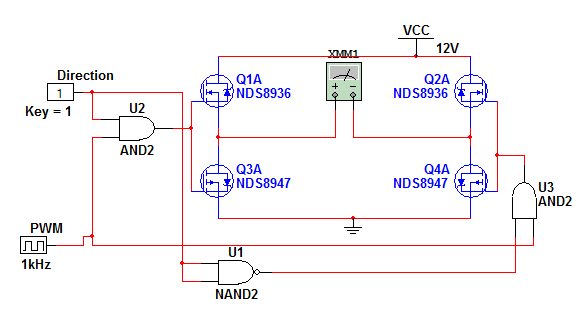 VCC
12V
XMM1
Direction
1
Key = 1
Q1A
NDS8936
Q2A
NDS8936
U2
AND2
Q3A
NDS8947
Q4A
NDS8947
U3
AND2
PWM
1kHz
U1
NAND2